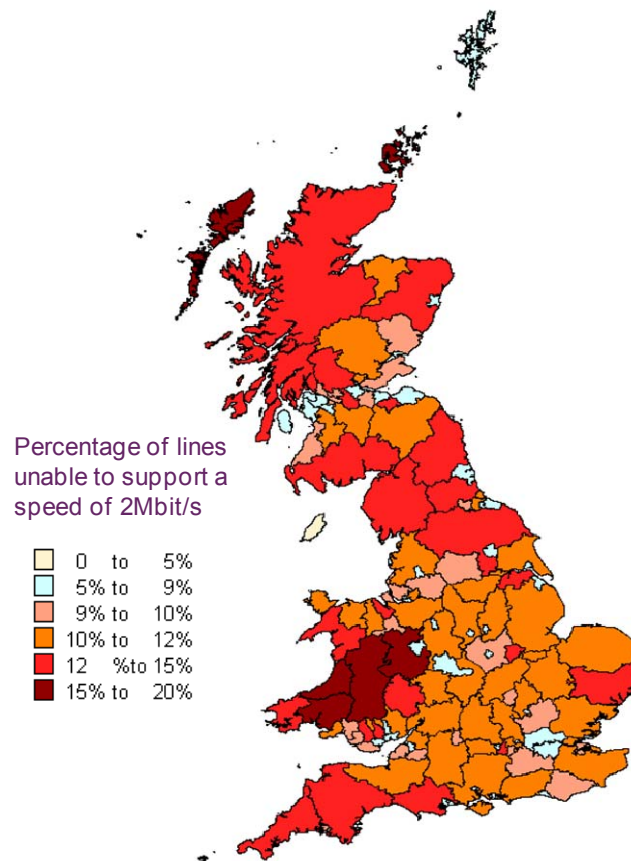 Percentage of lines
unable to support a
speed of 2Mbit/s
0 to 5%
5% to 9%
9% to 10%
10% to 12%
12 %to 15%
15% to 20%